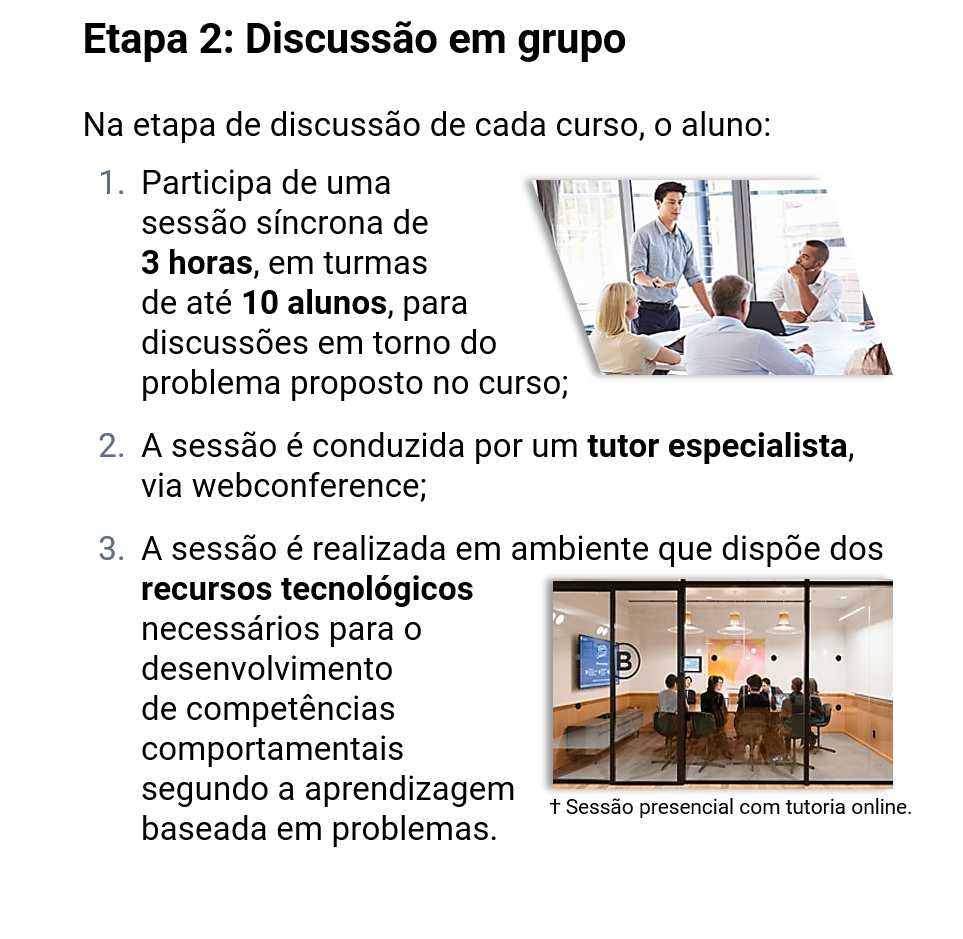 Etapa 2: Discussão em grupo
Na etapa de discussão de cada curso, o aluno:
1. Participa de uma
sessão síncrona de
3 horas, em turmas
de até 10 alunos, para
discussões em torno do
problema proposto no curso;
2. A sessão é conduzida por um tutor especialista,
via webconference;
3. A sessão é realizada em ambiente que dispõe dos
recursos tecnológicos
necessários para o
desenvolvimento
de competências
comportamentais
segundo a aprendizagem
baseada em problemas.
B
† Sessão presencial com tutoria online.